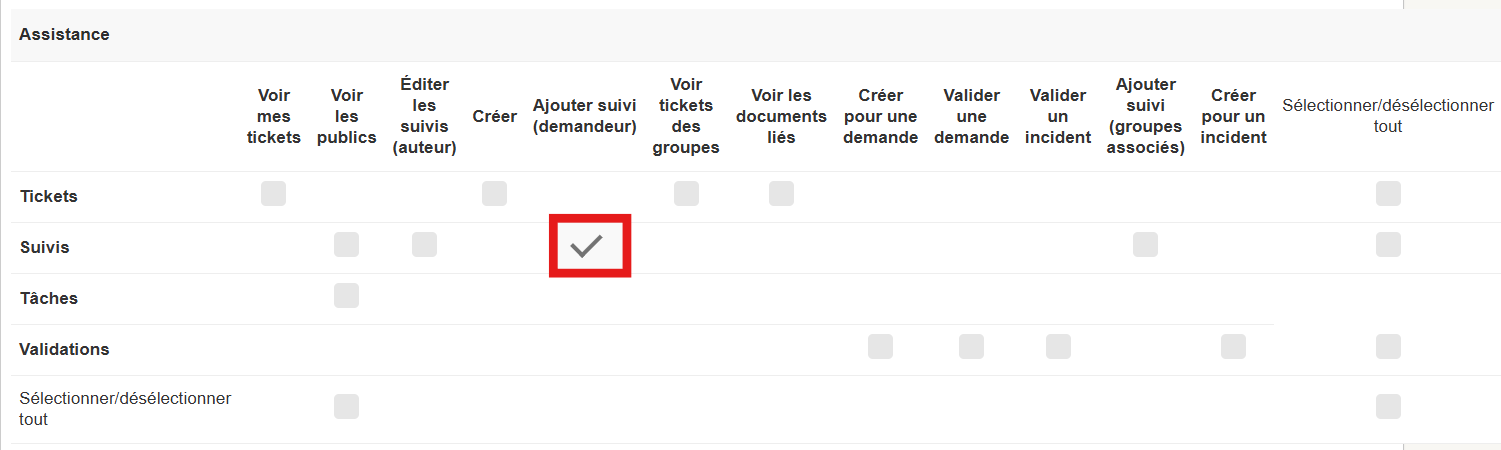 Assistance
Voir mes tickets
Voir les publics
Éditer les suivis (auteur)
Créer
Ajouter suivi (demandeur)
Voir tickets des groupes
Voir les documents liés
Créer pour une demande
Valider une demande
Valider un incident
Ajouter suivi (groupes associés)
Créer pour un incident
Sélectionner/désélectionner tout
Tickets
Suivis
Tâches
Validations
Sélectionner/désélectionner
tout